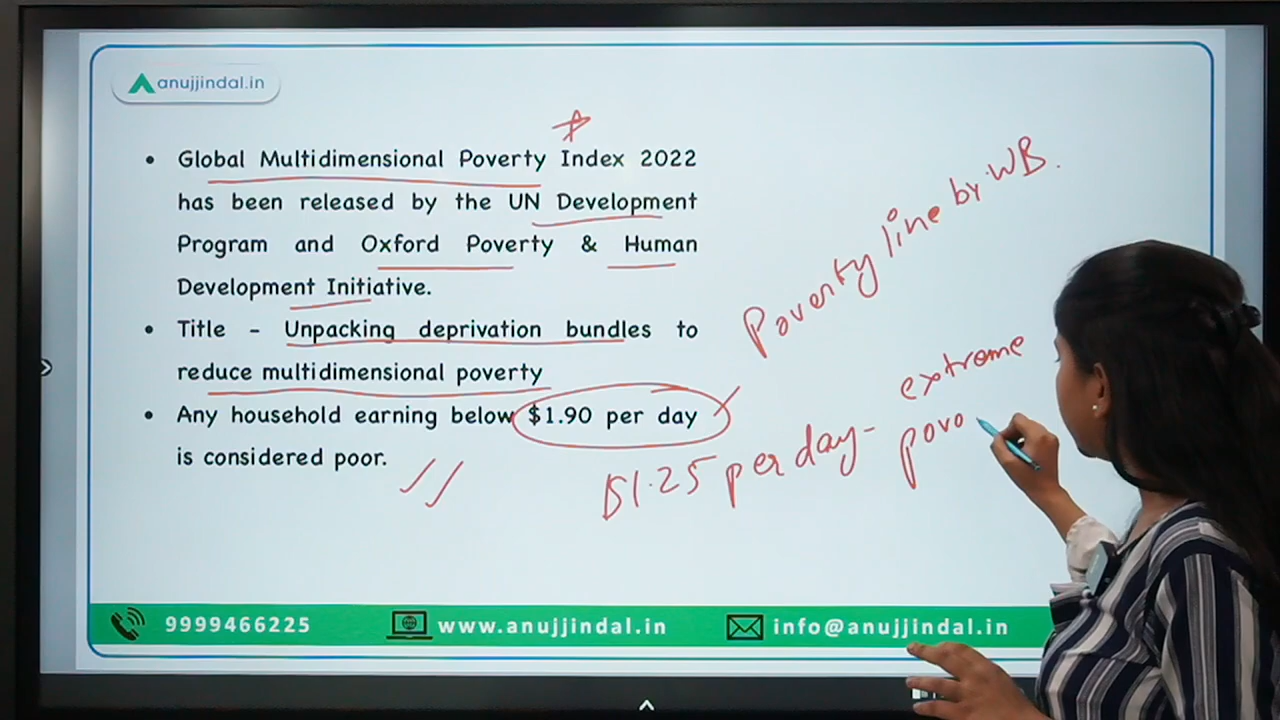 anujjindal.in
• Global Multidimensional Poverty Index 2022
has been released by the UN Development
Program and Oxford Poverty & Human
Development Initiative.
• Title - Unpacking deprivation bundles to
reduce multidimensional poverty
• Any household earning below $1.90 per day
is considered poor.
Poverty line by WB.
$1.25 per day - extreme
pove
9999466225
www.anujjindal.in
info@anujjindal.in